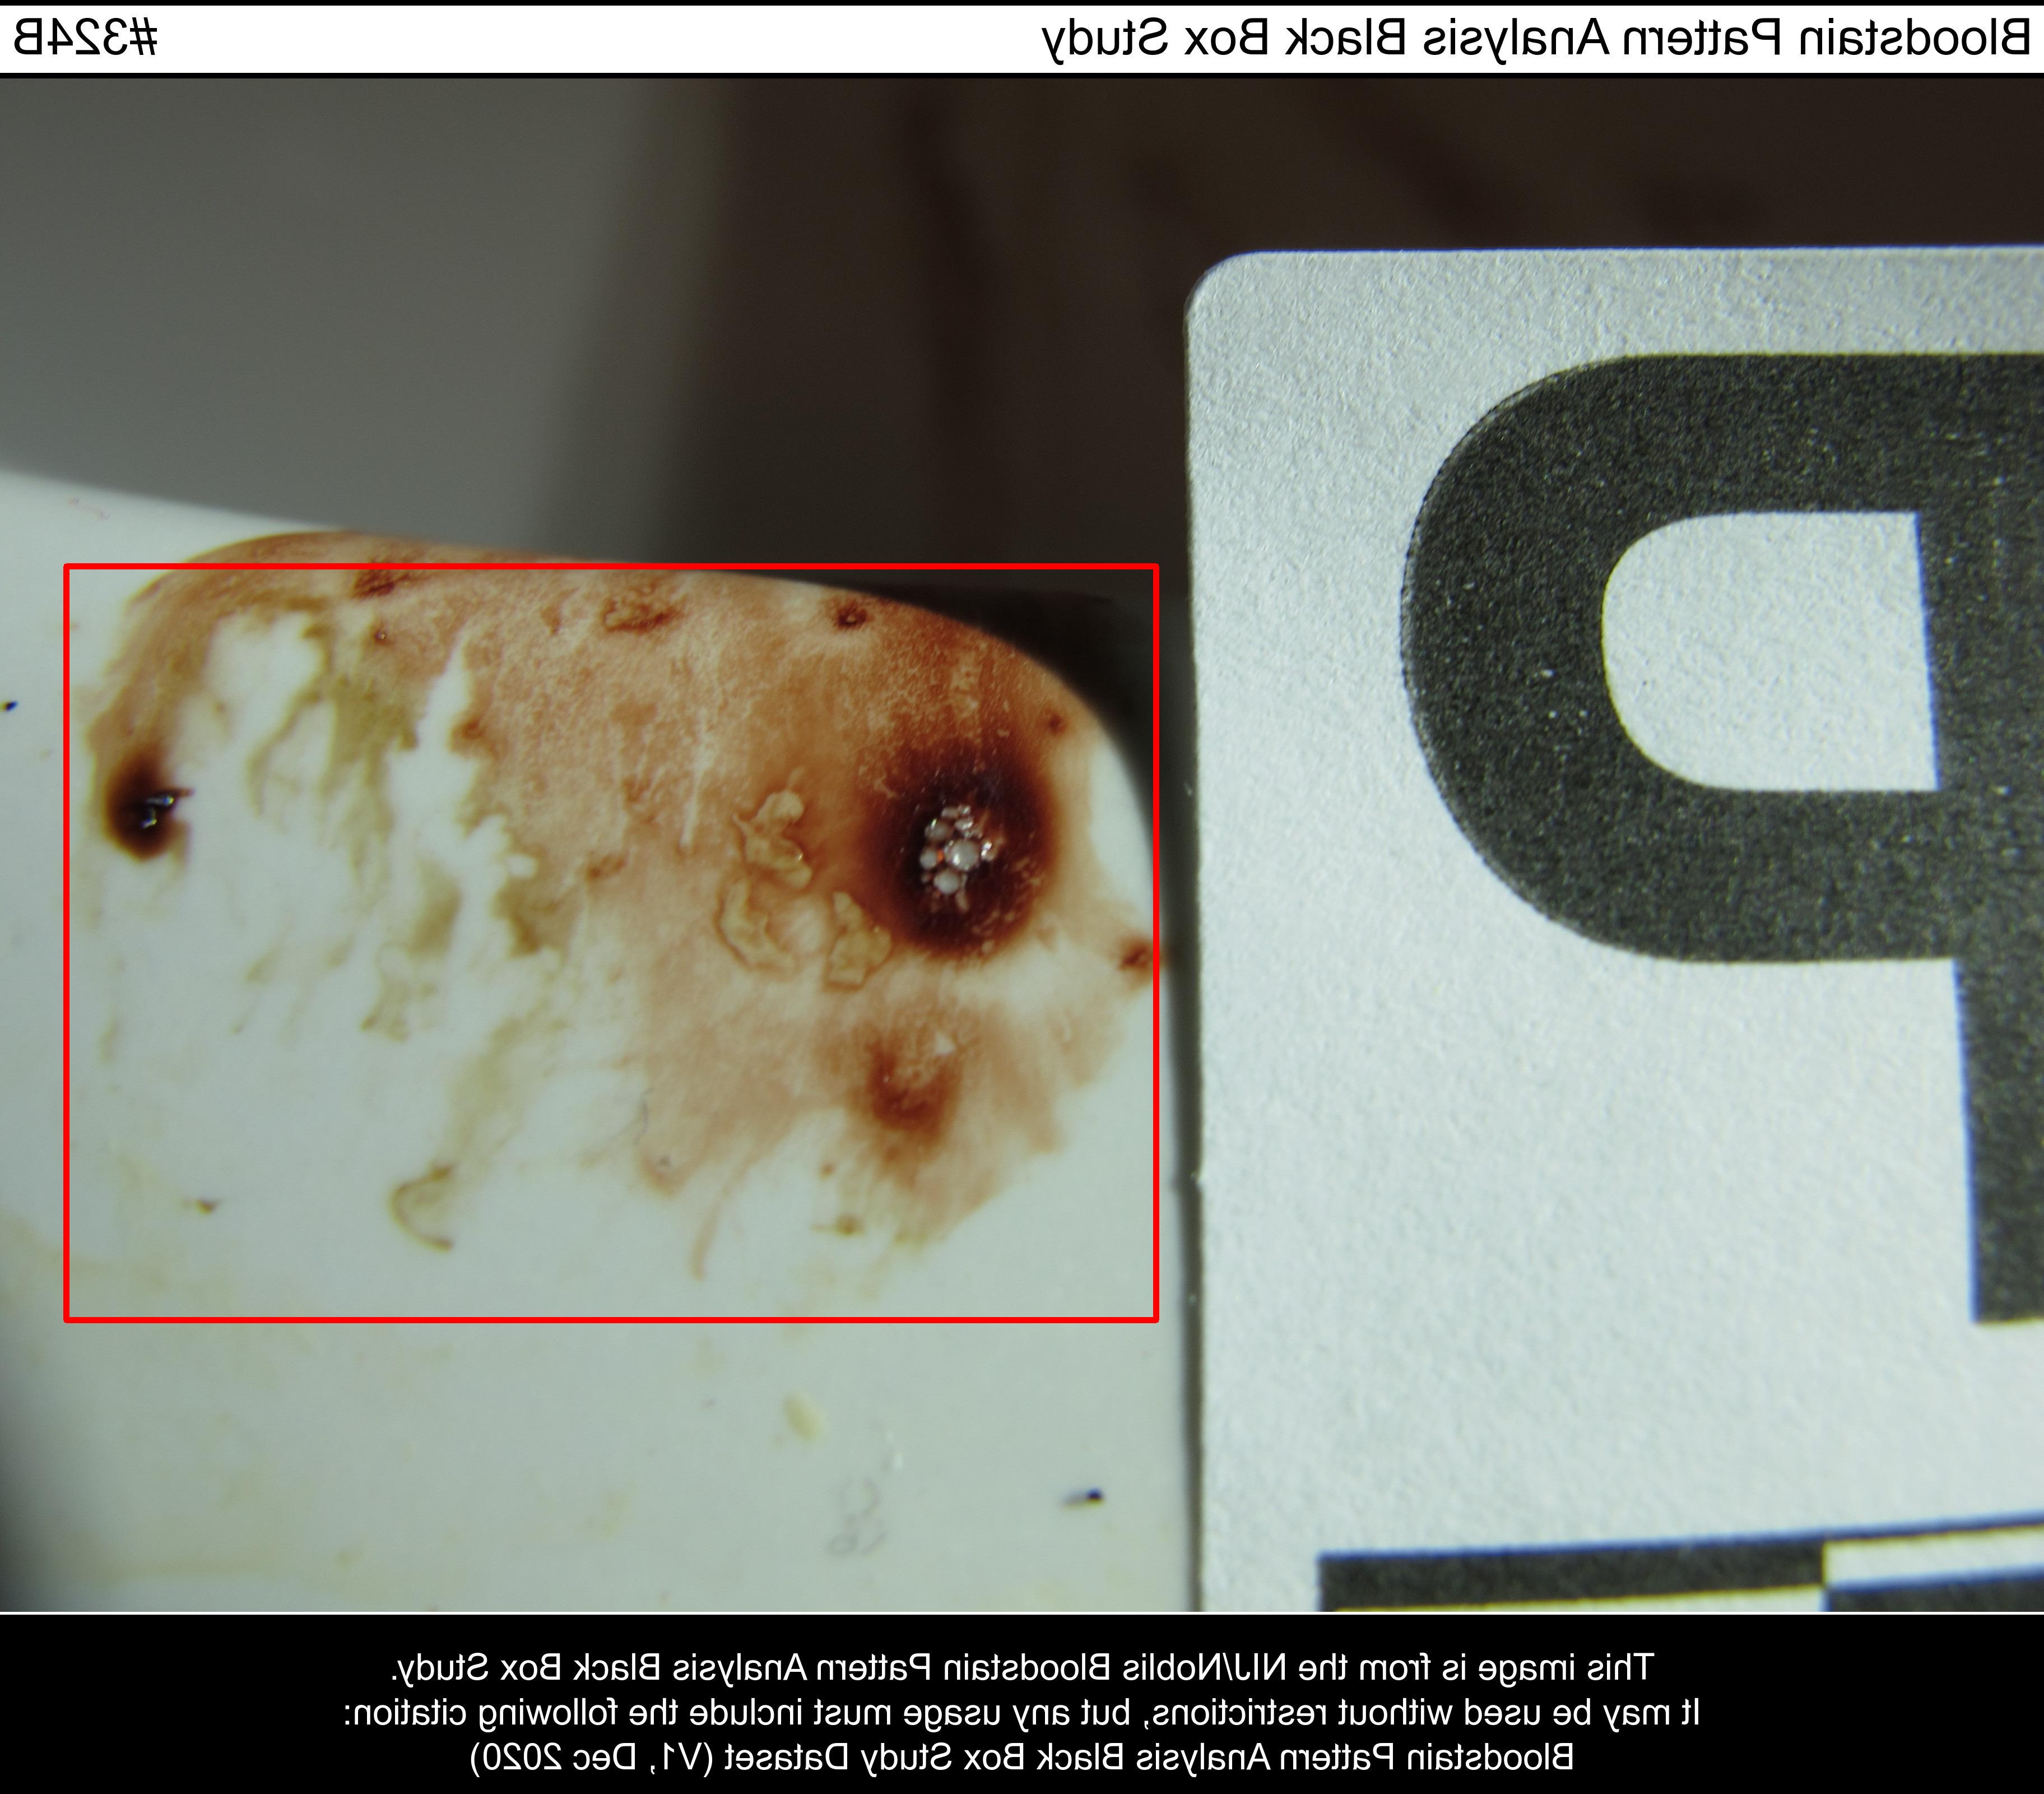 Bloodstain Pattern Analysis Black Box Study #324B
P
This image is from the NIJ/Noblis Bloodstain Pattern Analysis Black Box Study.
It may be used without restrictions, but any usage must include the following citation:
Bloodstain Pattern Analysis Black Box Study Dataset (V1, Dec 2020)